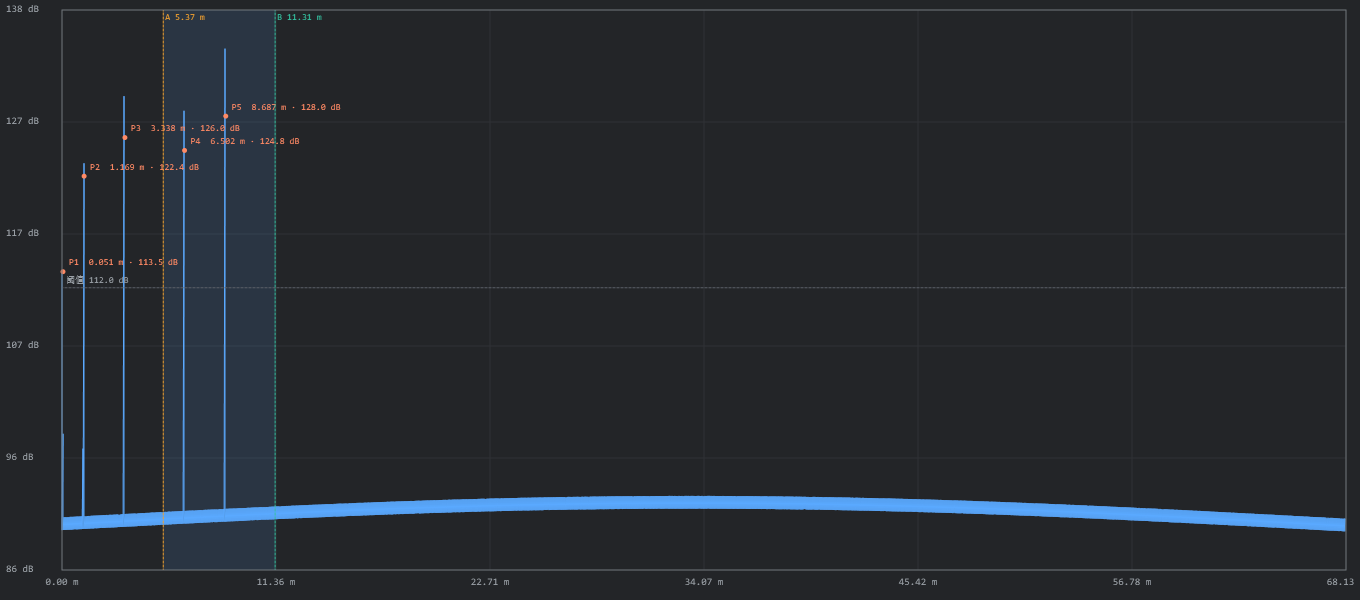 138 dB
A 5.37 m
B 11.31 m
P5 8.687 m · 128.0 dB
127 dB
P3 3.338 m · 126.0 dB
P4 6.502 m · 124.8 dB
P2 1.169 m · 122.4 dB
117 dB
P1 0.051 m · 113.5 dB
阈值 112.0 dB
107 dB
96 dB
86 dB
0.00 m
11.36 m
22.71 m
34.07 m
45.42 m
56.78 m
68.13